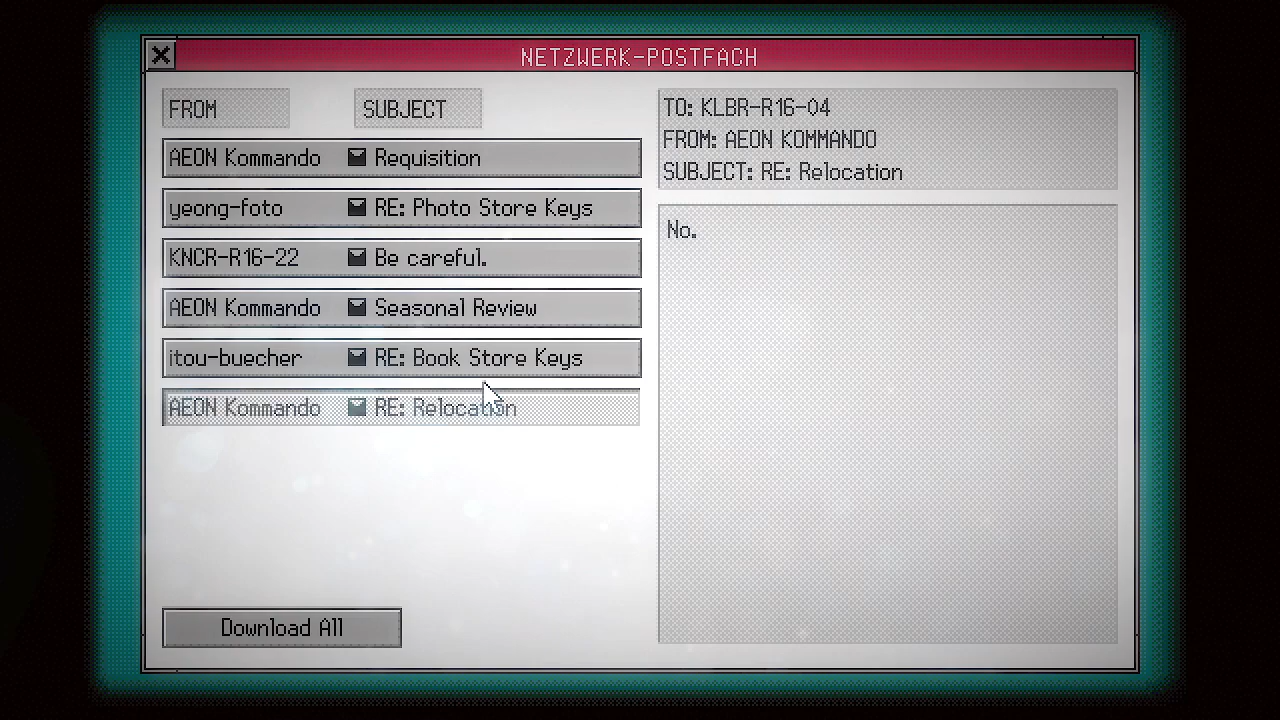 NETZWERK-POSTFACH
FROM SUBJECT
AEON Kommando Requisition
yeong-foto RE: Photo Store Keys
KNCR-R16-22 Be careful.
AEON Kommando Seasonal Review
itou-buecher RE: Book Store Keys
AEON Kommando RE: Relocation
Download All
TO: KLBR-R16-04
FROM: AEON KOMMANDO
SUBJECT: RE: Relocation
No.